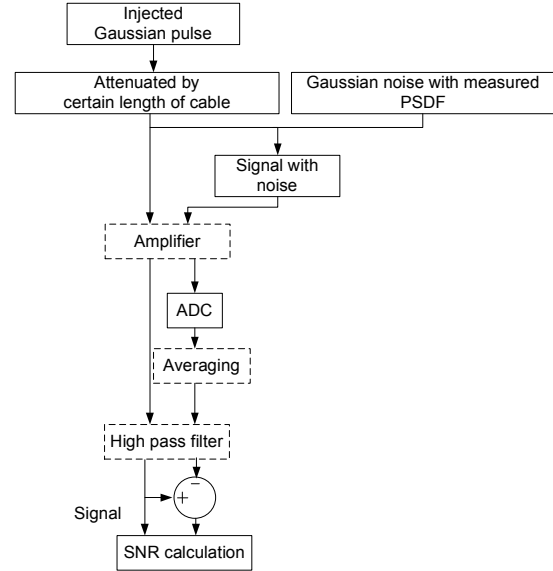 Injected
Gaussian pulse
Attenuated by
certain length of cable
Gaussian noise with measured
PSDF
Signal with
noise
Amplifier
ADC
Averaging
High pass filter
−
+
Signal
SNR calculation